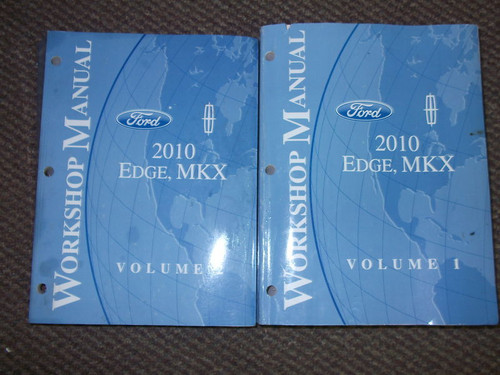 WORKSHOP MANUAL
Ford
2010
EDGE, MKX
VOLUME
WORKSHOP MANUAL
Ford
2010
EDGE, MKX
VOLUME 1